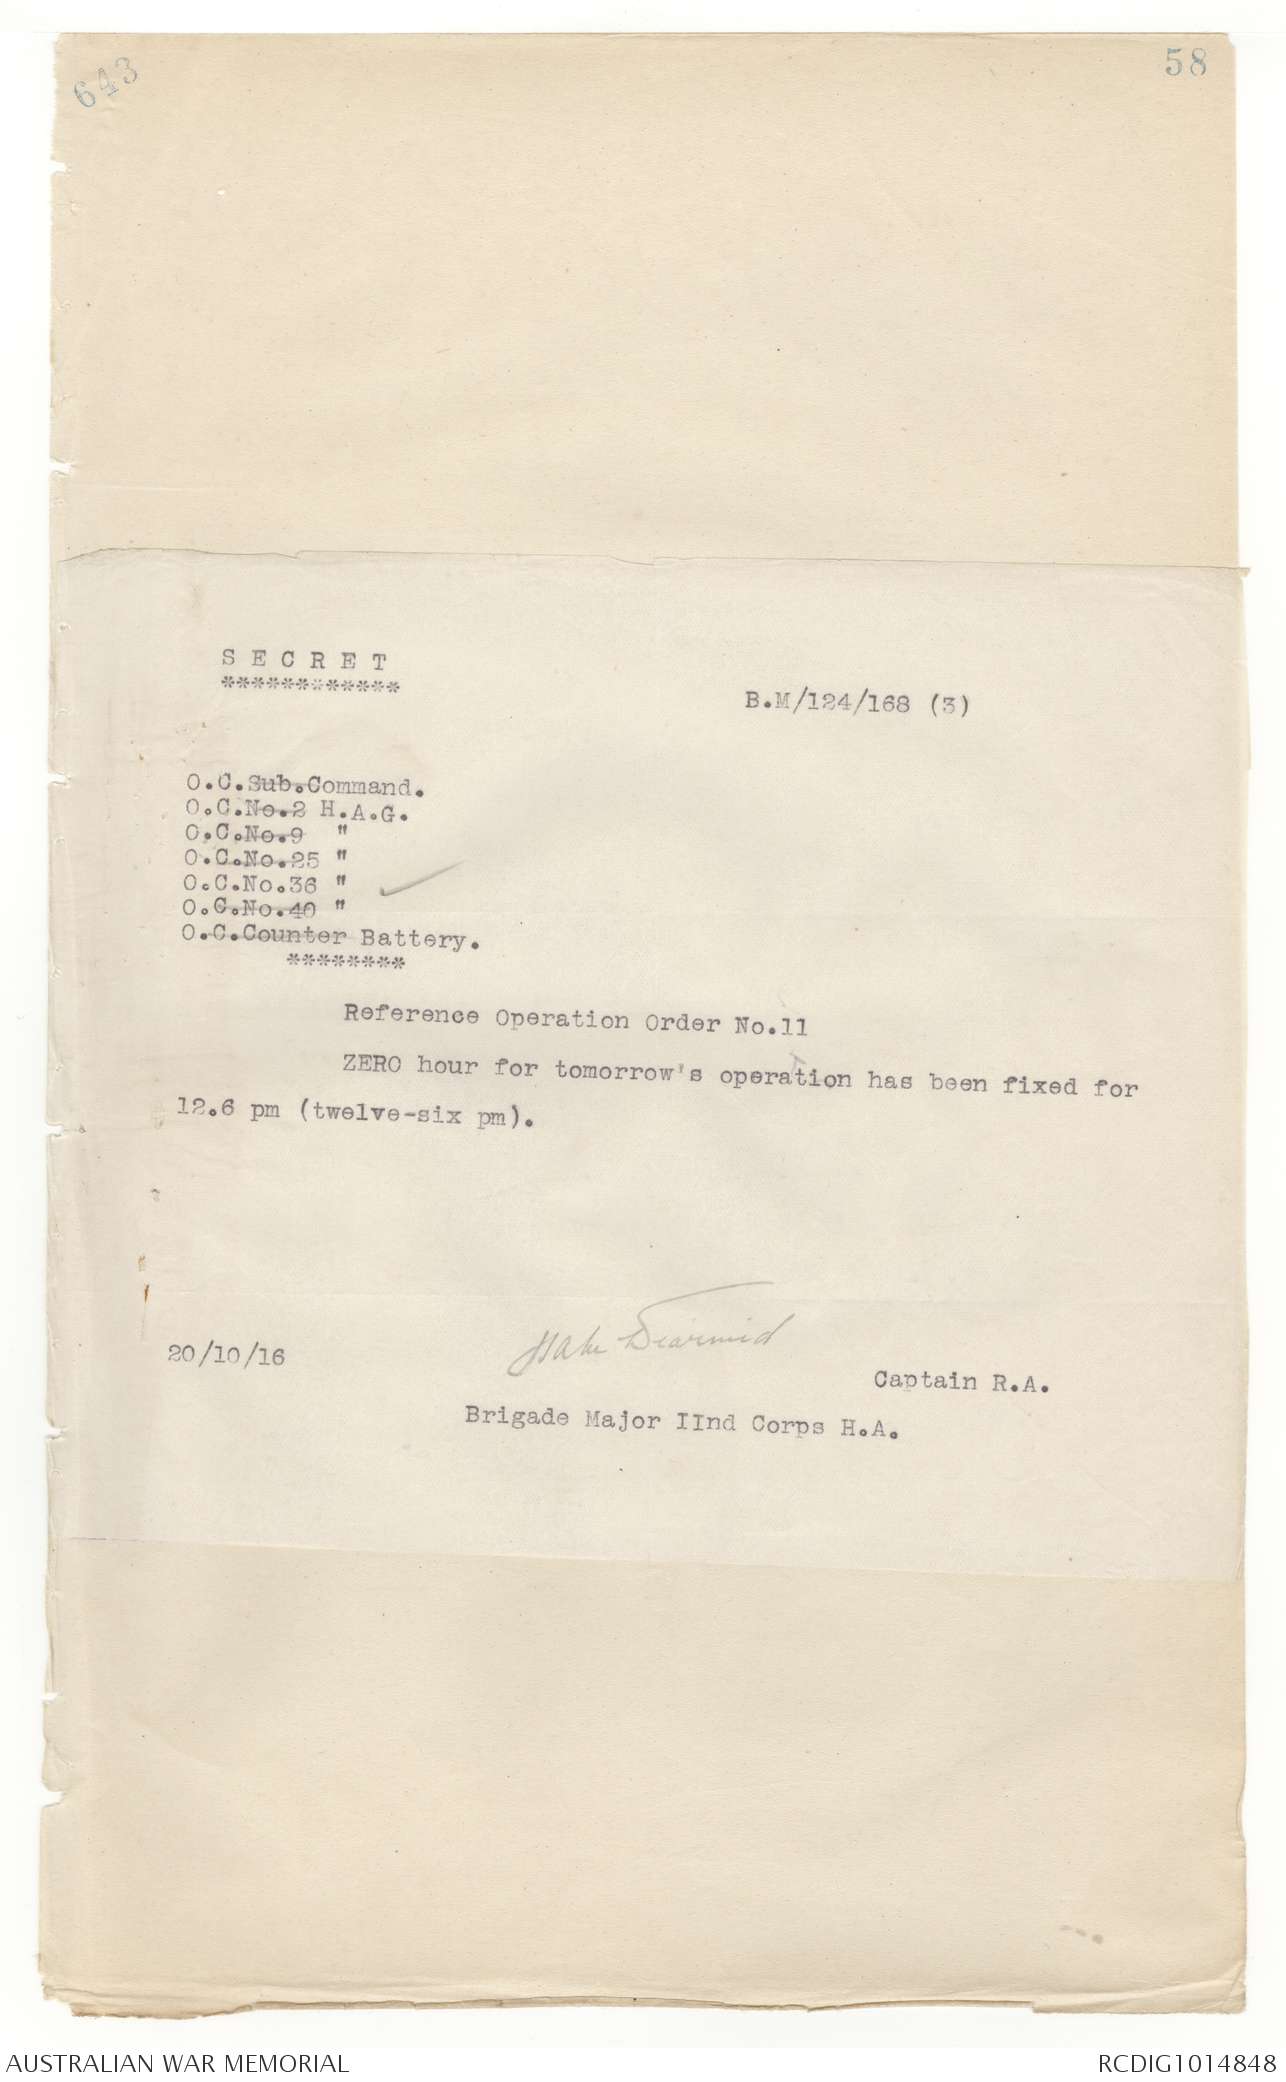 643
58
S E C R E T
************
B.M/124/168 (3)
O.C.Sub.Command.
O.C.No.2 H.A.G.
O.C.No.9 "
O.C.No.25 "
O.C.No.36 "
O.C.No.40 "
O.C.Counter Battery.
********
Reference Operation Order No.11
ZERO hour for tomorrow's operation has been fixed for
12.6 pm (twelve-six pm).
20/10/16
Captain R.A.
Brigade Major IInd Corps H.A.
AUSTRALIAN WAR MEMORIAL
RCDIG1014848